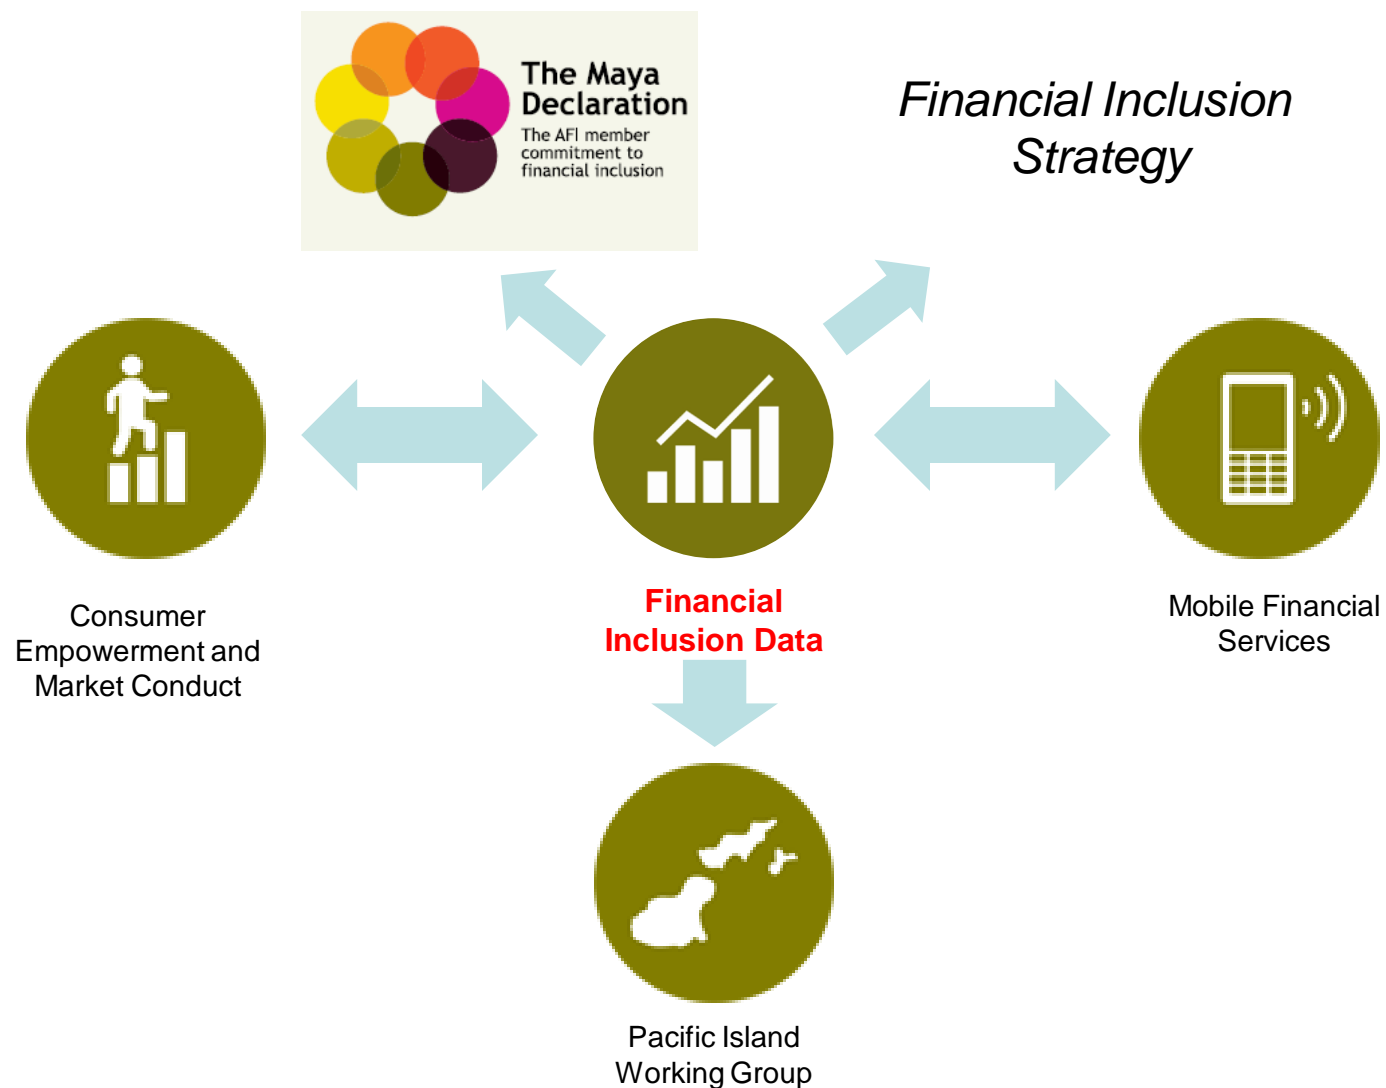 The Maya
Declaration
The AFI member
commitment to
financial inclusion
Financial Inclusion
Strategy
Consumer
Empowerment and
Market Conduct
Financial
Inclusion Data
Mobile Financial
Services
Pacific Island
Working Group